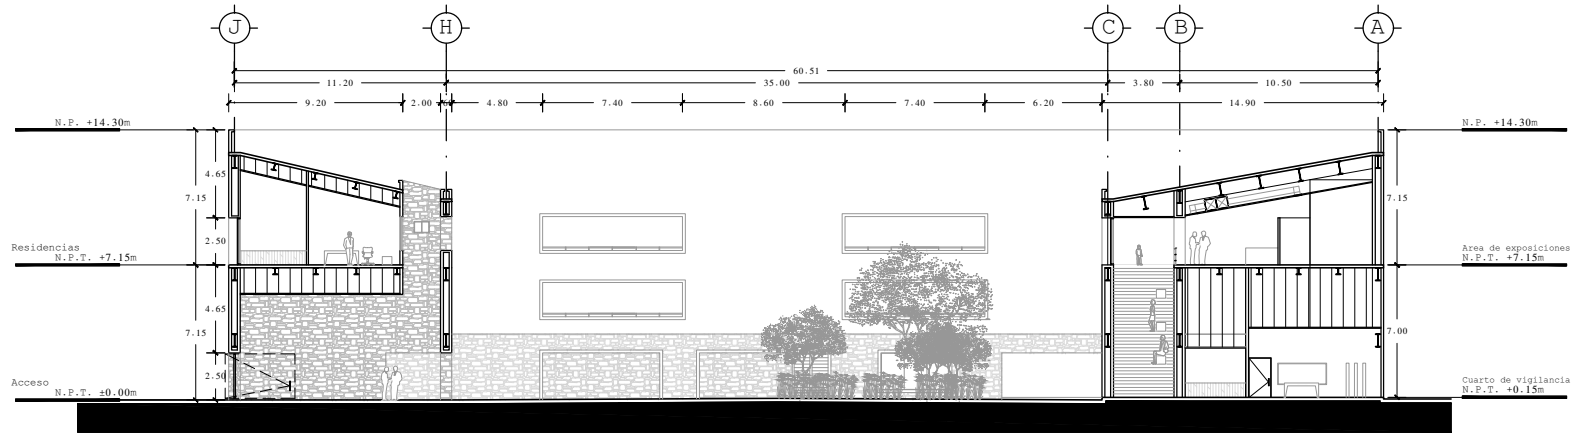 J
H
C
B
A
60.51
11.20
35.00
3.80
10.50
9.20
2.00
4.80
7.40
8.60
7.40
6.20
14.90
N.P. +14.30m
N.P. +14.30m
4.65
7.15
7.15
2.50
Residencias
N.P.T. +7.15m
Area de exposiciones
N.P.T. +7.15m
4.65
7.15
7.00
2.50
Acceso
N.P.T. ±0.00m
Cuarto de vigilancia
N.P.T. +0.15m